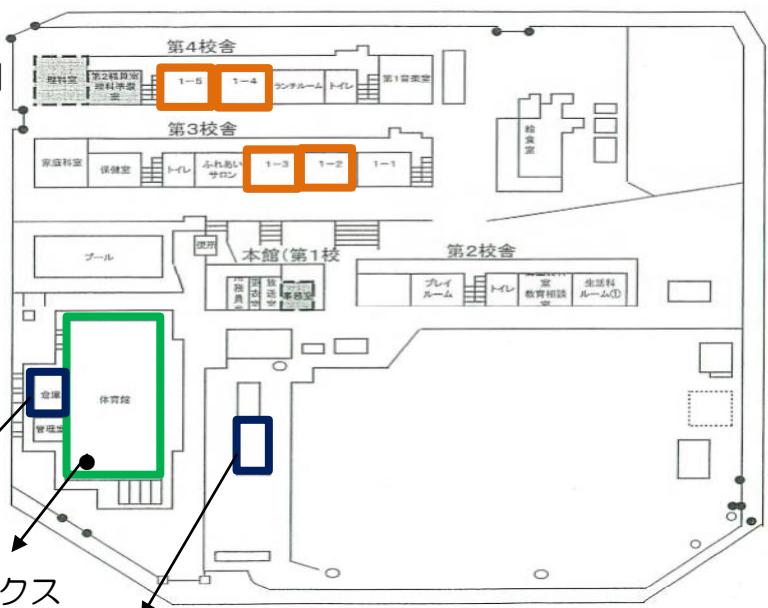 第4校舎
理科室
第2職員室
理科準備
室
1-5
1-4
ランチルーム
トイレ
第1音楽室
第3校舎
家庭科室
保健室
トイレ
ふれあい
サロン
1-3
1-2
1-1
給食室
プール
便所
本館(第1校
放送室
事務室
第2校舎
プレイ
ルーム
トイレ
教育相談
室
生活科
ルーム①
倉庫
管理室
体育館
クス